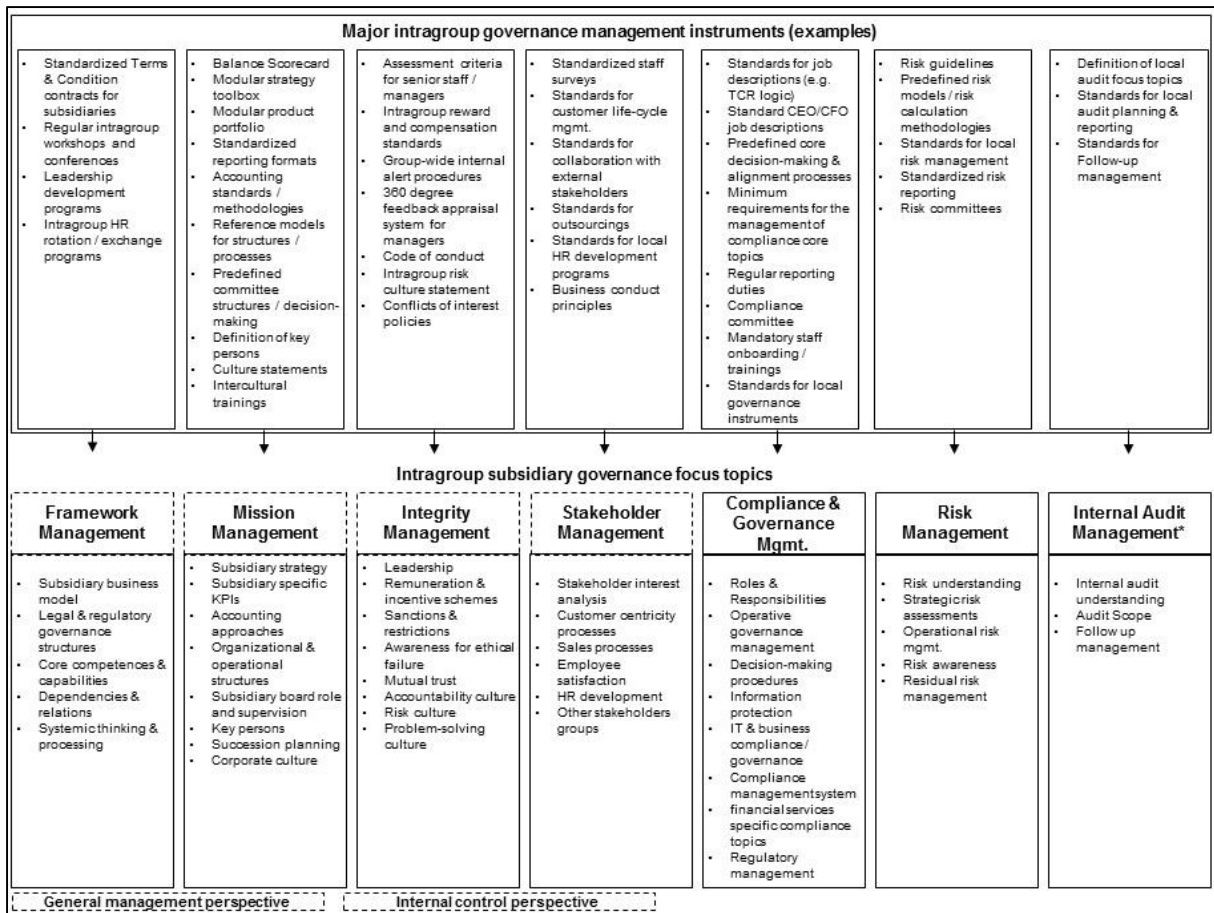 Major intragroup governance management instruments (examples)
• Standardized Terms
& Condition
contracts for
subsidiaries
• Regular intragroup
workshops and
conferences
• Leadership
development
programs
• Intragroup HR
rotation / exchange
programs
• Balance Scorecard
• Modular strategy
toolbox
• Modular product
portfolio
• Standardized
reporting formats
• Accounting
standards /
methodologies
• Reference models
for structures /
processes
• Predefined
committee
structures / decision-
making
• Definition of key
persons
• Culture statements
• Intercultural
trainings
• Assessment criteria
for senior staff /
managers
• Intragroup reward
and compensation
standards
• Group-wide internal
alert procedures
• 360 degree
feedback appraisal
system for
managers
• Code of conduct
• Intragroup risk
culture statement
• Conflicts of interest
policies
• Standardized staff
surveys
• Standards for
customer life-cycle
mgmt.
• Standards for
collaboration with
external
stakeholders
• Standards for
outsourcings
• Standards for local
HR development
programs
• Business conduct
principles
• Standards for job
descriptions (e.g.
TCR logic)
• Standard CEO/CFO
job descriptions
• Predefined core
decision-making &
alignment processes
• Minimum
requirements for the
management of
compliance core
topics
• Regular reporting
duties
• Compliance
committee
• Mandatory staff
onboarding /
trainings
• Standards for local
governance
instruments
• Risk guidelines
• Predefined risk
models / risk
calculation
methodologies
• Standards for local
risk management
• Standardized risk
reporting
• Risk committees
• Definition of local
audit focus topics
• Standards for local
audit planning &
reporting
• Standards for
Follow-up
management
Intragroup subsidiary governance focus topics
Framework
Management
• Subsidiary business
model
• Legal & regulatory
governance
structures
• Core competences &
capabilities
• Dependencies &
relations
• Systemic thinking &
processing
Mission
Management
• Subsidiary strategy
• Subsidiary specific
KPIs
• Accounting
approaches
• Organizational &
operational
structures
• Subsidiary board role
and supervision
• Key persons
• Succession planning
• Corporate culture
Integrity
Management
• Leadership
• Remuneration &
incentive schemes
• Sanctions &
restrictions
• Awareness for ethical
failure
• Mutual trust
• Accountability culture
• Risk culture
• Problem-solving
culture
Stakeholder
Management
• Stakeholder interest
analysis
• Customer centricity
processes
• Sales processes
• Employee
satisfaction
• HR development
• Other stakeholders
groups
Compliance &
Governance
Mgmt.
• Roles &
Responsibilities
• Operative
governance
management
• Decision-making
procedures
• Information
protection
• IT & business
compliance /
governance
• Compliance
management system
• financial services
specific compliance
topics
• Regulatory
management
Risk
Management
• Risk understanding
• Strategic risk
assessments
• Operational risk
mgmt.
• Risk awareness
• Residual risk
management
Internal Audit
Management*
• Internal audit
understanding
• Audit Scope
• Follow up
management
General management perspective
Internal control perspective